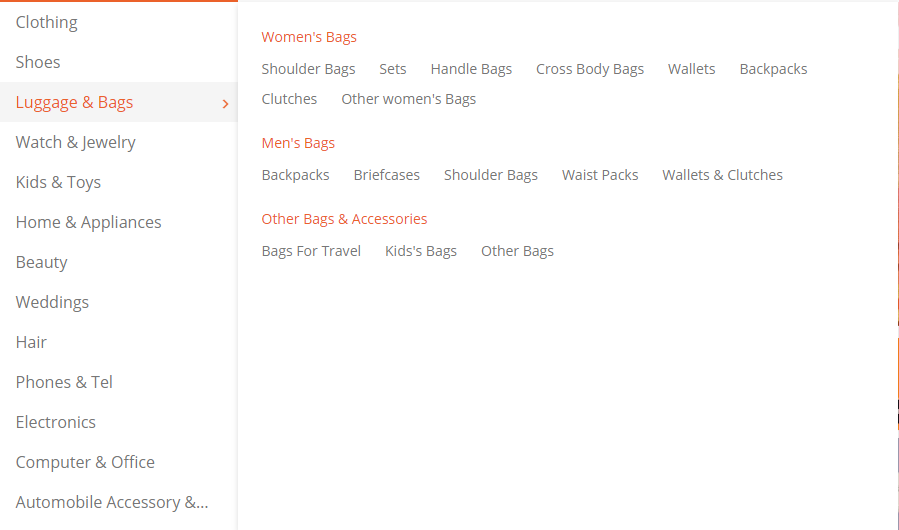 Clothing
Shoes
Luggage & Bags
Watch & Jewelry
Kids & Toys
Home & Appliances
Beauty
Weddings
Hair
Phones & Tel
Electronics
Computer & Office
Automobile Accessory &...
Women's Bags
Shoulder Bags Sets Handle Bags Cross Body Bags Wallets Backpacks
Clutches Other women's Bags
Men's Bags
Backpacks Briefcases Shoulder Bags Waist Packs Wallets & Clutches
Other Bags & Accessories
Bags For Travel Kids's Bags Other Bags